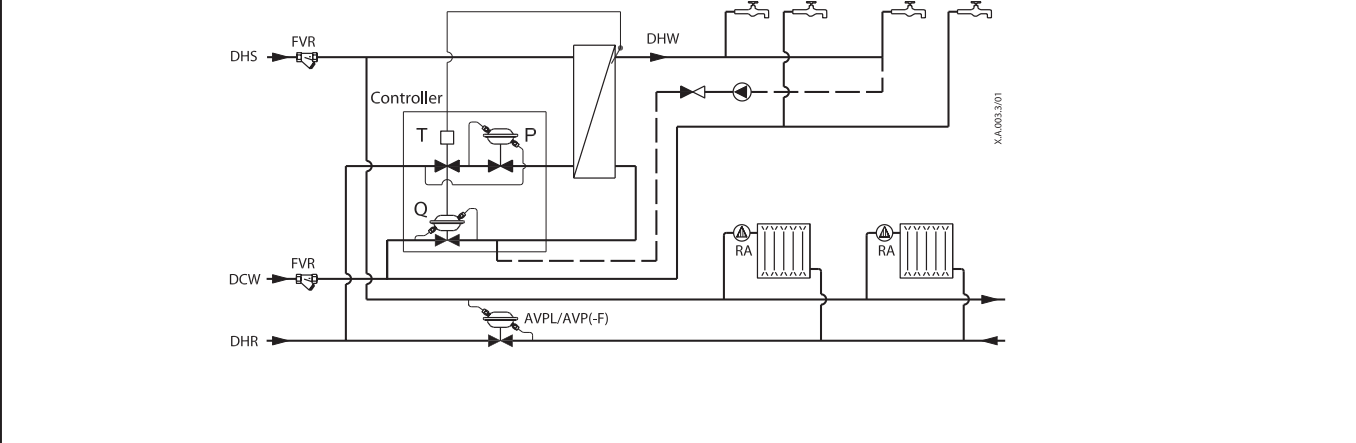 FVR
DHS
DHW
Controller
X.A.003.3/01
T
P
Q
FVR
RA
RA
DCW
AVPL/AVP(-F)
DHR